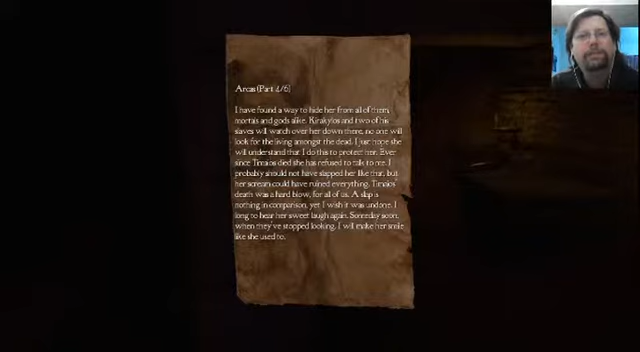 Arcas (Part 4/6)
I have found a way to hide her from all of them,
mortals and gods alike. Kirakylos and two of his
slaves will watch over her down there, no one will
look for the living amongst the dead. I just hope she
will understand that I do this to protect her. Ever
since Timaios died she has refused to talk to me. I
probably should not have slapped her like that, but
her scream could have ruined everything. Timaios'
death was a hard blow, for all of us. A slap is
nothing in comparison, yet I wish it was undone. I
long to hear her sweet laugh again. Someday soon,
when they've stopped looking, I will make her smile
like she used to.